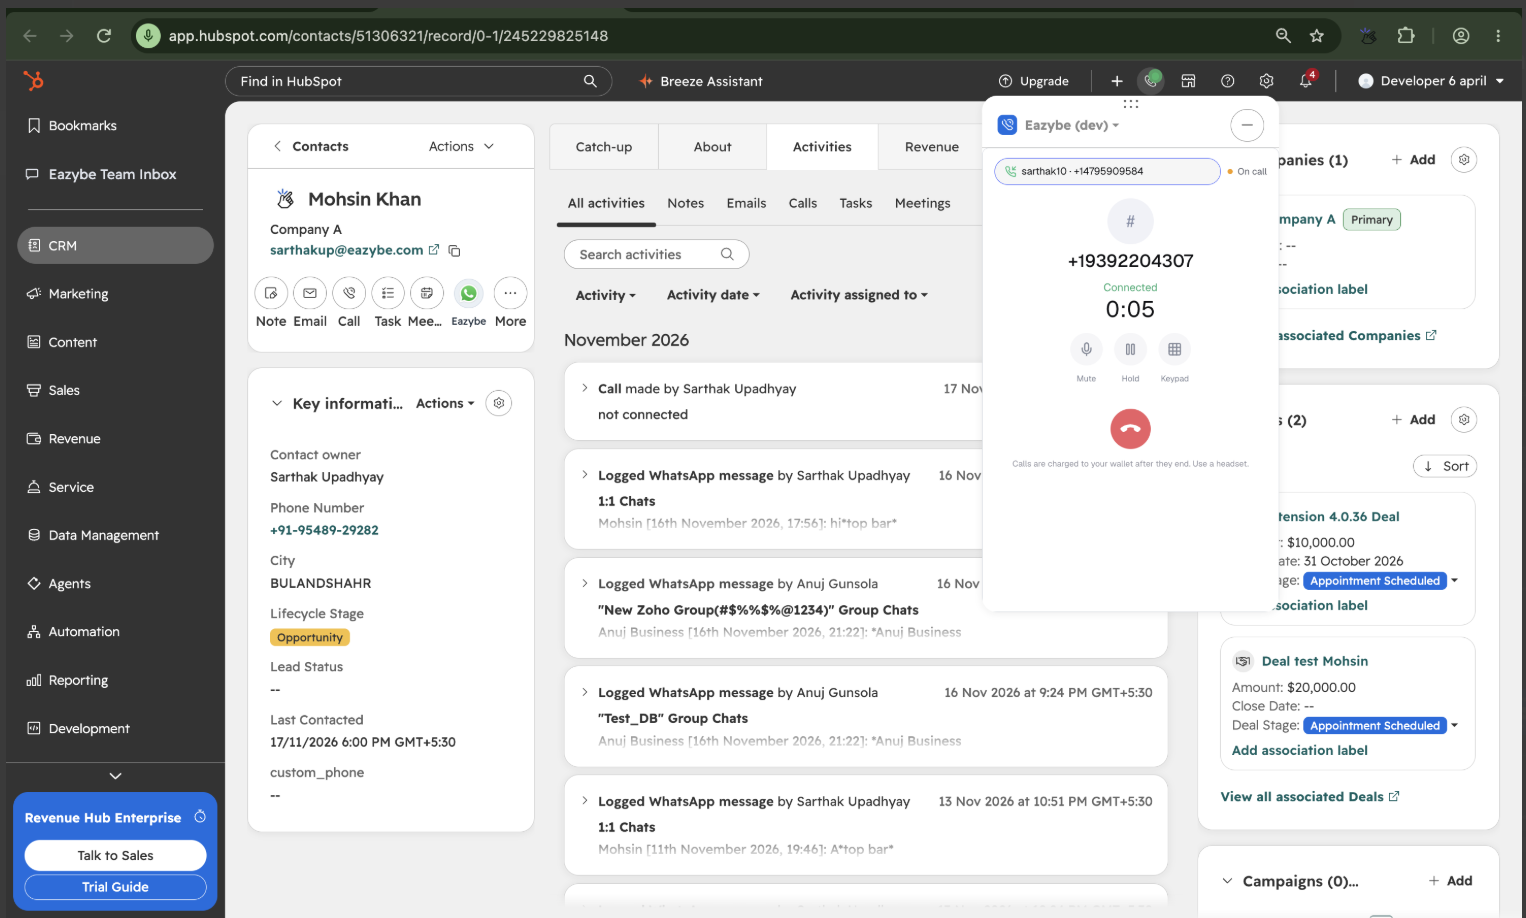 app.hubspot.com/contacts/51306321/record/0-1/245229825148
Find in HubSpot
Breeze Assistant
Upgrade
4
Developer 6 april
Bookmarks
Eazybe Team Inbox
CRM
Marketing
Content
Sales
Revenue
Service
Data Management
Agents
Automation
Reporting
Development
Revenue Hub Enterprise
Talk to Sales
Trial Guide
Contacts
Actions
Mohsin Khan
Company A
sarthakup@eazybe.com
Note Email Call Task Mee... Eazybe More
Key informati... Actions
Contact owner
Sarthak Upadhyay
Phone Number
+91-95489-29282
City
BULANDSHAHR
Lifecycle Stage
Opportunity
Lead Status
--
Last Contacted
17/11/2026 6:00 PM GMT+5:30
custom_phone
--
Catch-up About Activities Revenue
All activities Notes Emails Calls Tasks Meetings
Search activities
Activity Activity date Activity assigned to
November 2026
Call made by Sarthak Upadhyay 17 Nov
not connected
Logged WhatsApp message by Sarthak Upadhyay 16 Nov
1:1 Chats
Mohsin [16th November 2026, 17:56]: hi*top bar*
Logged WhatsApp message by Anuj Gunsola 16 Nov
"New Zoho Group(#$%%$%@1234)" Group Chats
Anuj Business [16th November 2026, 21:22]: *Anuj Business
Logged WhatsApp message by Anuj Gunsola 16 Nov 2026 at 9:24 PM GMT+5:30
"Test_DB" Group Chats
Anuj Business [16th November 2026, 21:22]: *Anuj Business
Logged WhatsApp message by Sarthak Upadhyay 13 Nov 2026 at 10:51 PM GMT+5:30
1:1 Chats
Mohsin [11th November 2026, 19:46]: A*top bar*
Eazybe (dev)
sarthak10 · +14795909584
On call
#
+19392204307
Connected
0:05
Mute Hold Keypad
Calls are charged to your wallet after they end. Use a headset.
panies (1) + Add
mpany A Primary
: --
--
sociation label
associated Companies
s (2) + Add
Sort
tension 4.0.36 Deal
: $10,000.00
ate: 31 October 2026
age: Appointment Scheduled
sociation label
Deal test Mohsin
Amount: $20,000.00
Close Date: --
Deal Stage: Appointment Scheduled
Add association label
View all associated Deals
Campaigns (0)... + Add